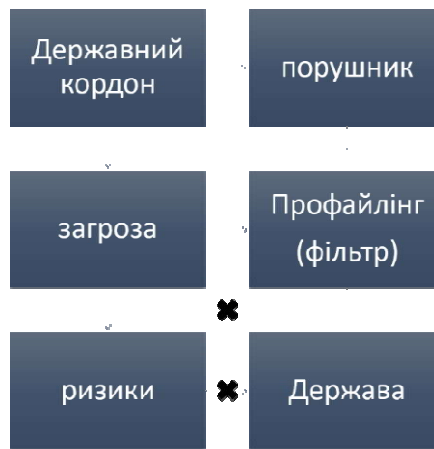 Державний
кордон
порушник
загроза
Профайлінг
(фільтр)
ризики
Держава